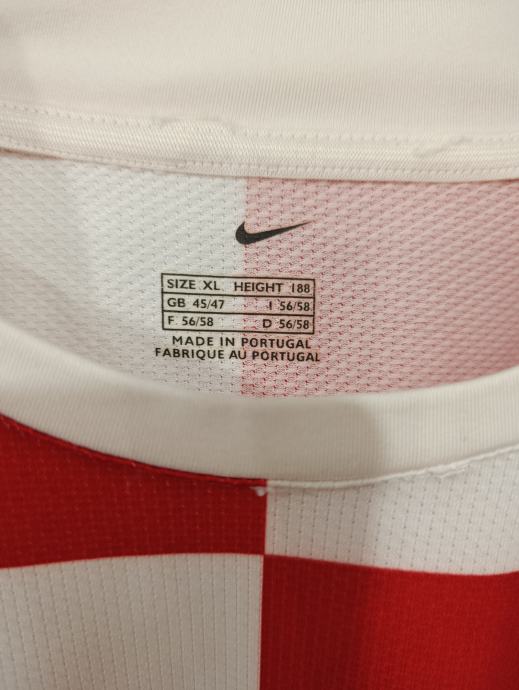 SIZE XL HEIGHT 188
GB 45/47 I 56/58
F 56/58 D 56/58
MADE IN PORTUGAL
FABRIQUE AU PORTUGAL